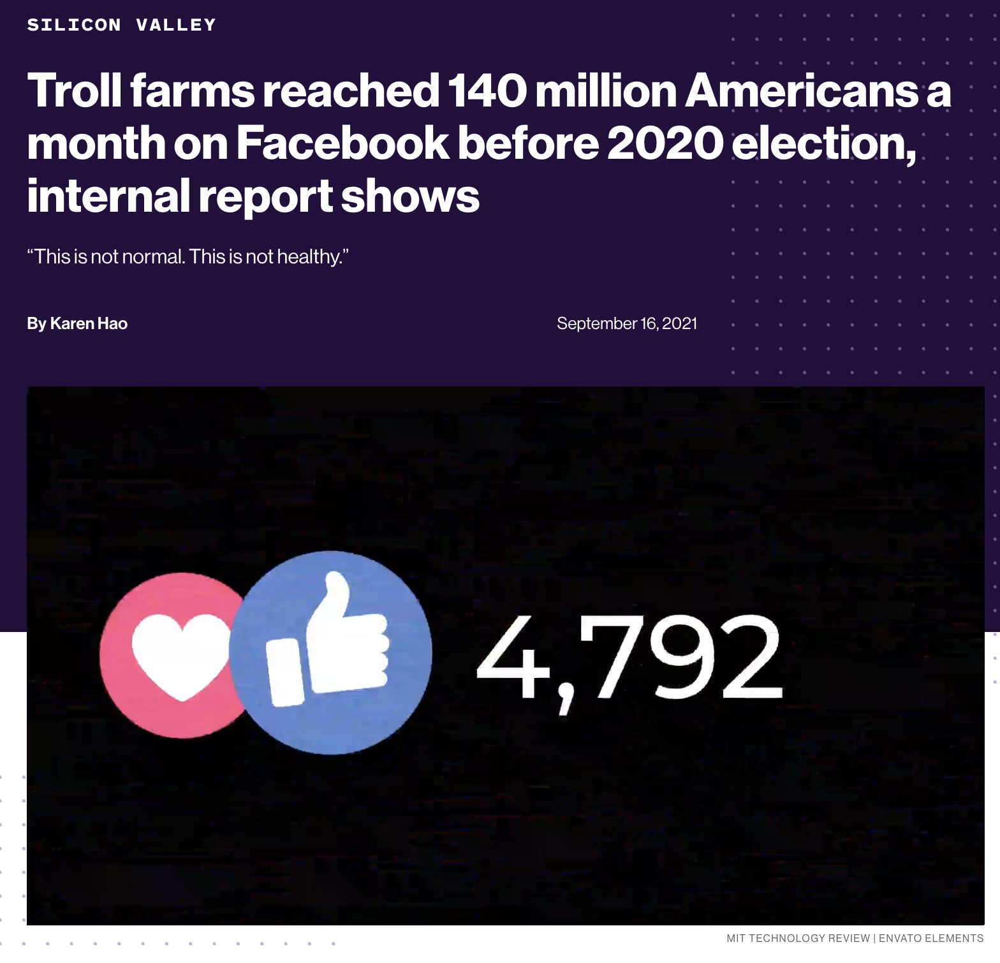 SILICON VALLEY
Troll farms reached 140 million Americans a
month on Facebook before 2020 election,
internal report shows
“This is not normal. This is not healthy.”
By Karen Hao
September 16, 2021
4,792
MIT TECHNOLOGY REVIEW | ENVATO ELEMENTS